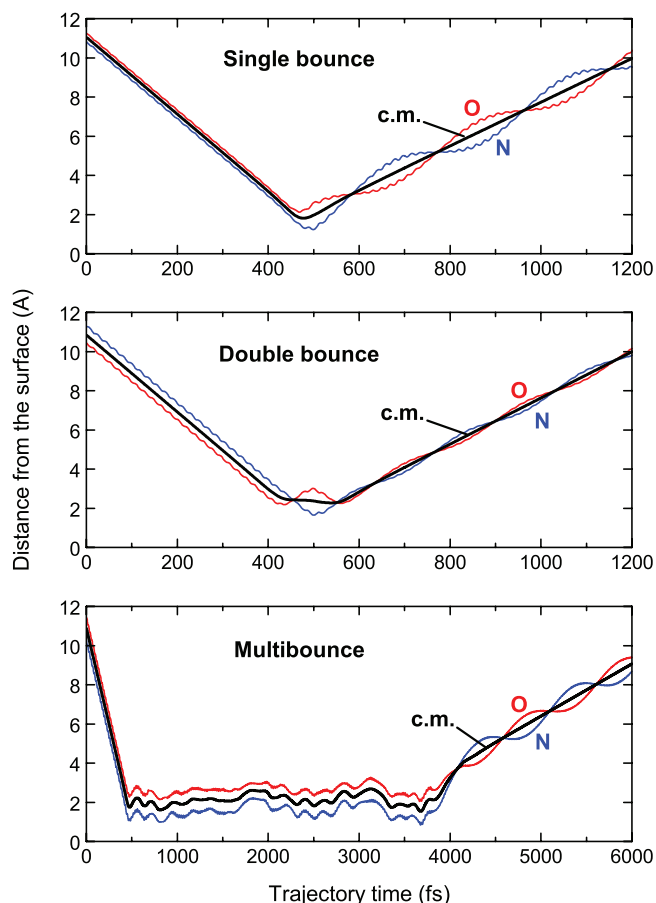 12
10
8
6
4
2
0
Single bounce
c.m.
O
N
0 200 400 600 800 1000 1200
12
10
8
6
4
2
0
Double bounce
c.m.
O
N
0 200 400 600 800 1000 1200
12
10
8
6
4
2
0
Multibounce
c.m.
O
N
0 1000 2000 3000 4000 5000 6000
Distance from the surface (A)
Trajectory time (fs)